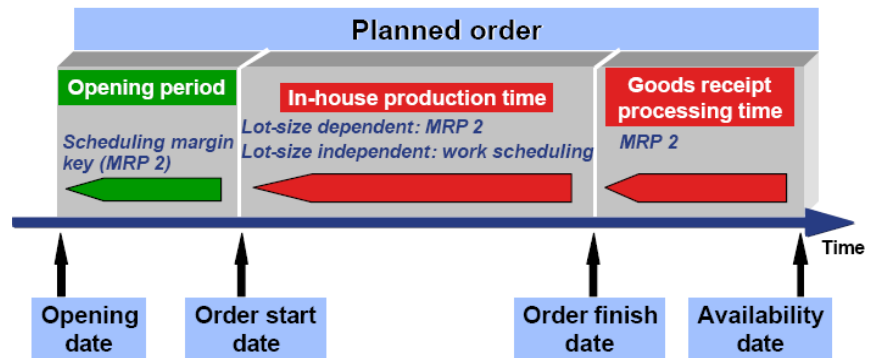 Planned order
Opening period
In-house production time
Goods receipt
processing time
Scheduling margin
key (MRP 2)
Lot-size dependent: MRP 2
Lot-size independent: work scheduling
MRP 2
Time
Opening
date
Order start
date
Order finish
date
Availability
date